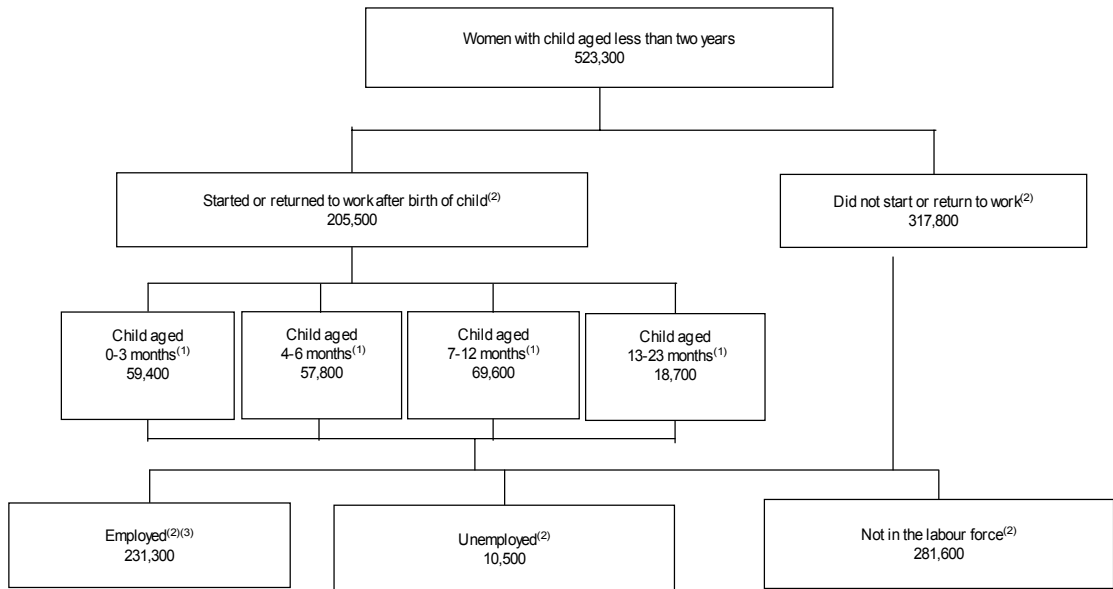 Women with child aged less than two years
523,300
Started or returned to work after birth of child(2)
205,500
Did not start or return to work(2)
317,800
Child aged
0-3 months(1)
59,400
Child aged
4-6 months(1)
57,800
Child aged
7-12 months(1)
69,600
Child aged
13-23 months(1)
18,700
Employed(2)(3)
231,300
Unemployed(2)
10,500
Not in the labour force(2)
281,600